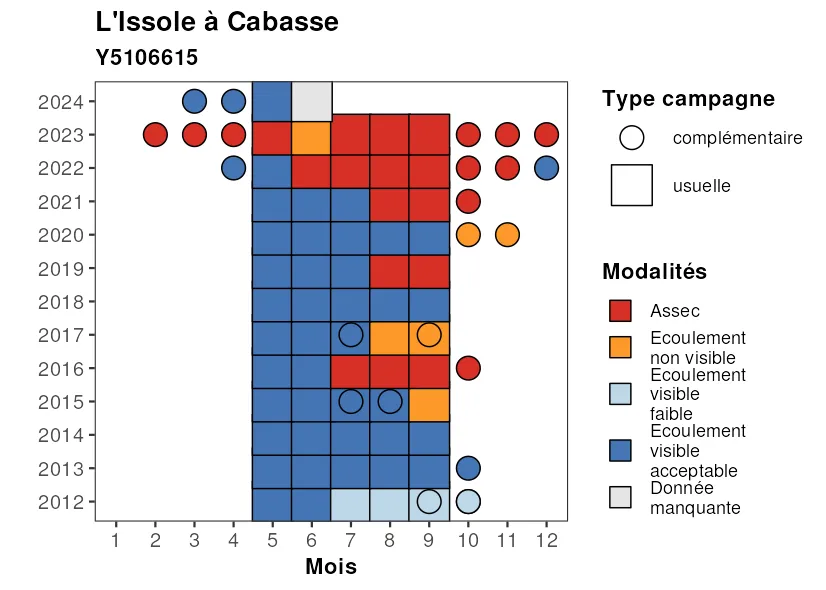 L'Issole à Cabasse
Y5106615
2024
2023
2022
2021
2020
2019
2018
2017
2016
2015
2014
2013
2012
1 2 3 4 5 6 7 8 9 10 11 12
Mois
Type campagne
complémentaire
usuelle
Modalités
Assec
Ecoulement
non visible
Ecoulement
visible
faible
Ecoulement
visible
acceptable
Donnée
manquante